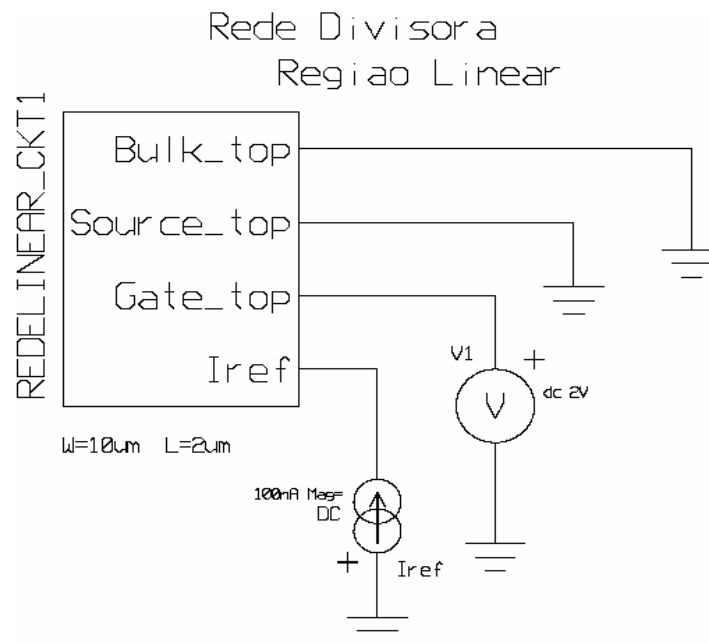 Rede Divisora
Regiao Linear
REDELINEAR_CKT1
Bulk_top
Source_top
Gate_top
Iref
W=10um L=2um
V1
+
dc 2V
V
100nA Mag=
DC
+
Iref